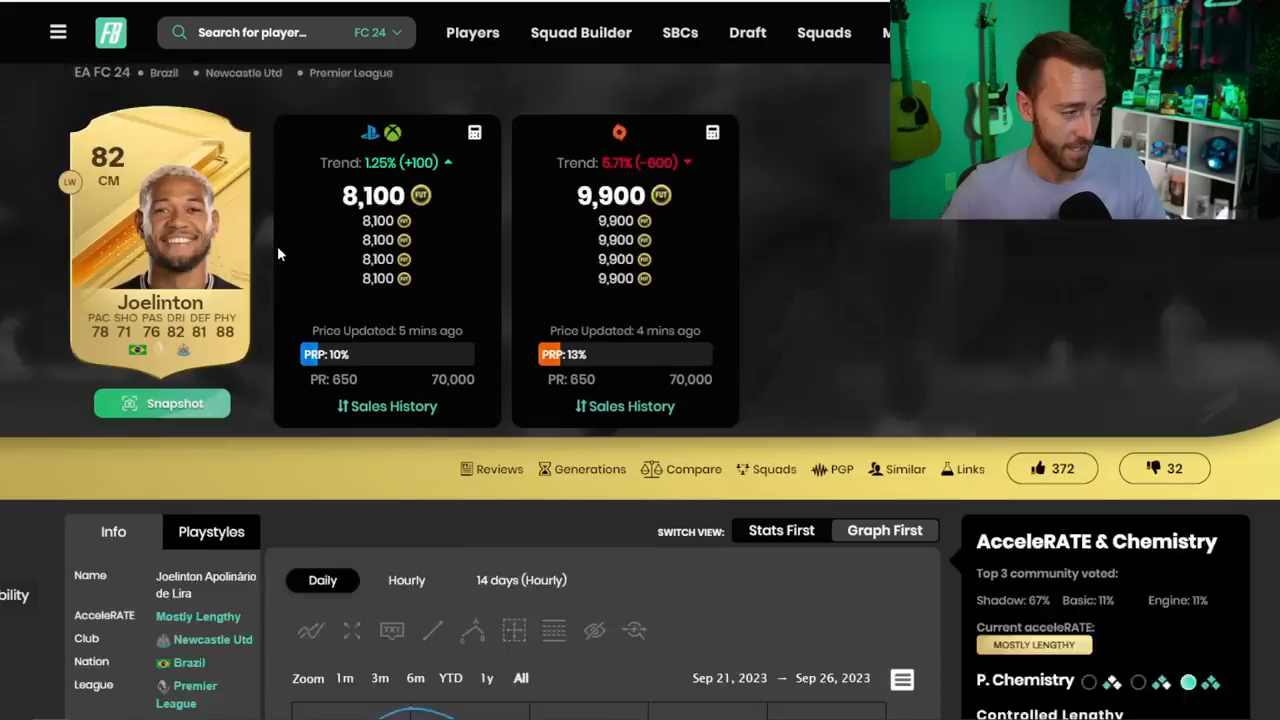 FB
Search for player...
FC 24
Players
Squad Builder
SBCs
Draft
Squads
EA FC 24
Brazil
Newcastle Utd
Premier League
82
CM
LW
Joelinton
PAC SHO PAS DRI DEF PHY
78 71 76 82 81 88
Snapshot
Trend: 1.25% (+100)
8,100
8,100
8,100
8,100
8,100
Price Updated: 5 mins ago
PRP: 10%
PR: 650
70,000
Sales History
Trend: 5.71% (-600)
9,900
9,900
9,900
9,900
9,900
Price Updated: 4 mins ago
PRP: 13%
PR: 650
70,000
Sales History
Reviews
Generations
Compare
Squads
PGP
Similar
Links
372
32
bility
Info
Playstyles
Name
Joelinton Apolinário
de Lira
AcceleRATE
Mostly Lengthy
Club
Newcastle Utd
Nation
Brazil
League
Premier
League
SWITCH VIEW:
Stats First
Graph First
Daily
Hourly
14 days (Hourly)
TXT
Zoom
1m
3m
6m
YTD
1y
All
Sep 21, 2023 → Sep 26, 2023
AcceleRATE & Chemistry
Top 3 community voted:
Shadow: 67%
Basic: 11%
Engine: 11%
Current acceleRATE:
MOSTLY LENGTHY
P. Chemistry
Controlled Lengthy